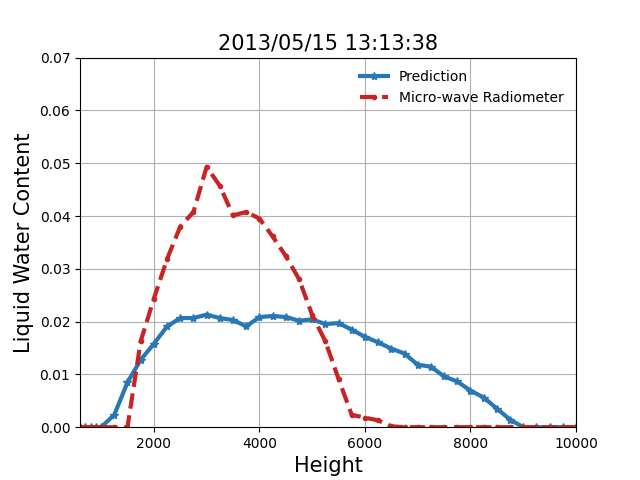 2013/05/15 13:13:38
0.07
0.06
0.05
0.04
0.03
0.02
0.01
0.00
Liquid Water Content
Prediction
Micro-wave Radiometer
2000 4000 6000 8000 10000
Height